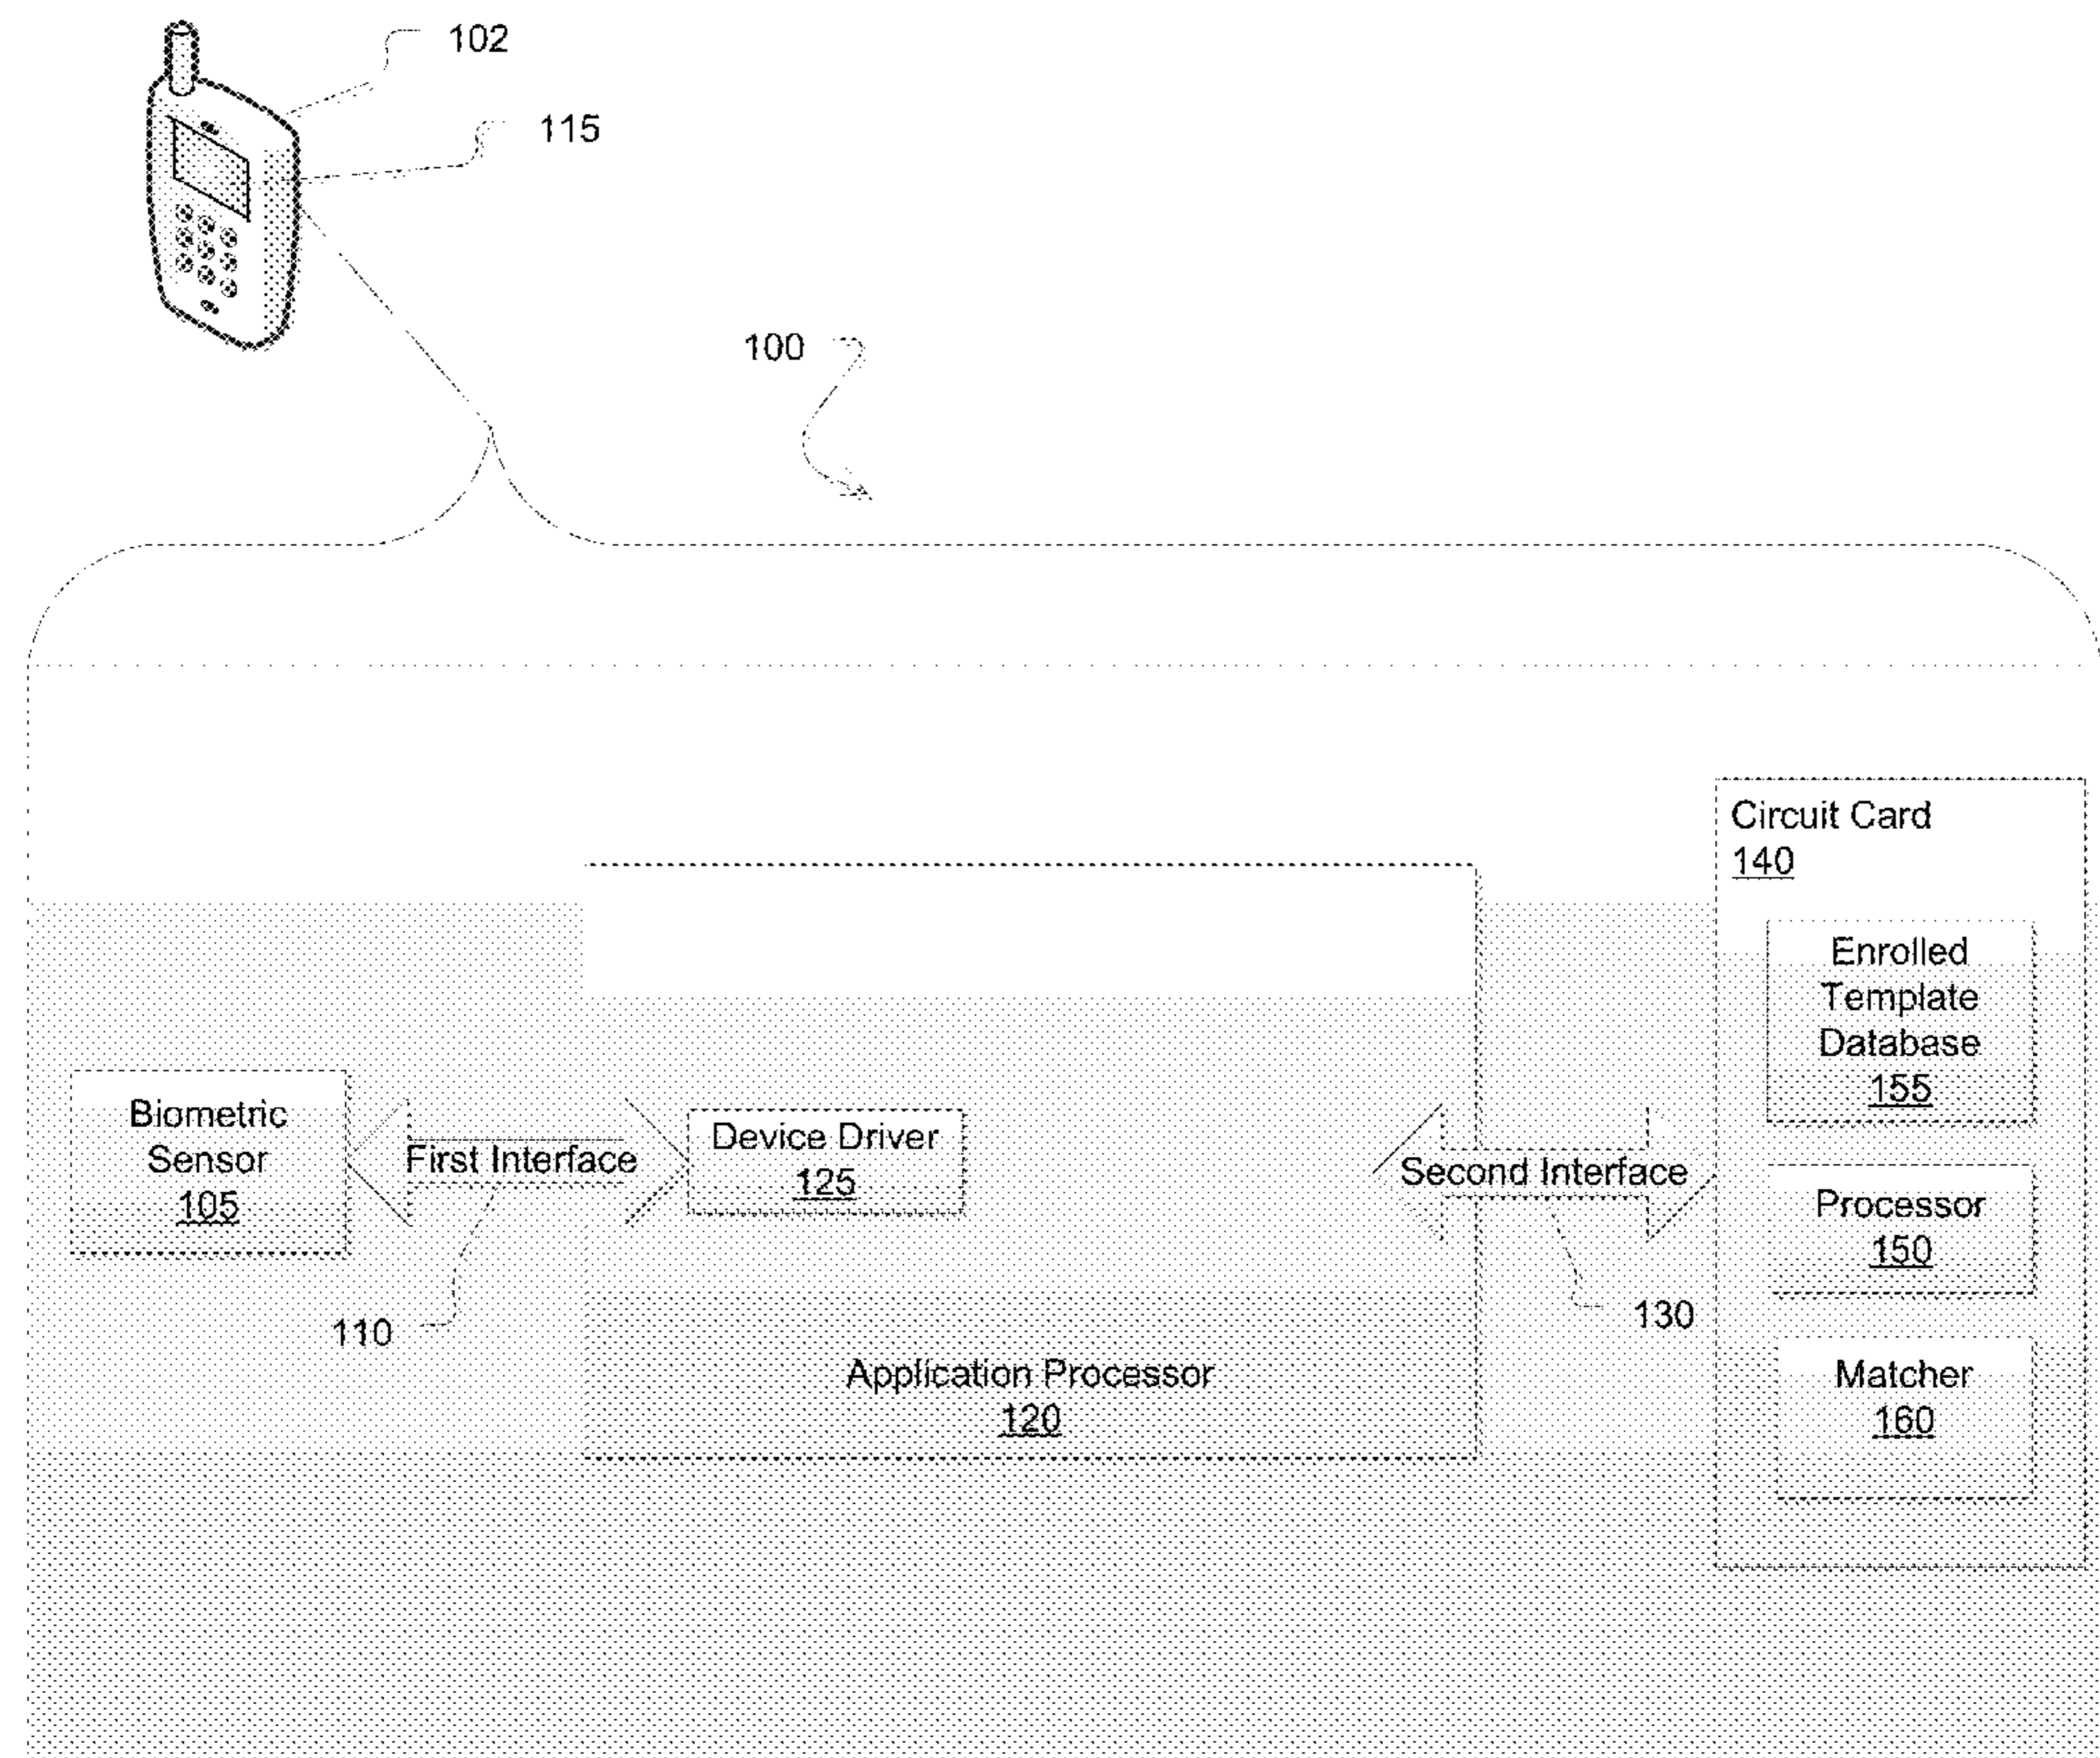 102
115
100
Circuit Card
140
Enrolled
Template
Database
155
Biometric
Sensor
105
First Interface
Device Driver
125
Second Interface
Processor
150
110
130
Application Processor
120
Matcher
160